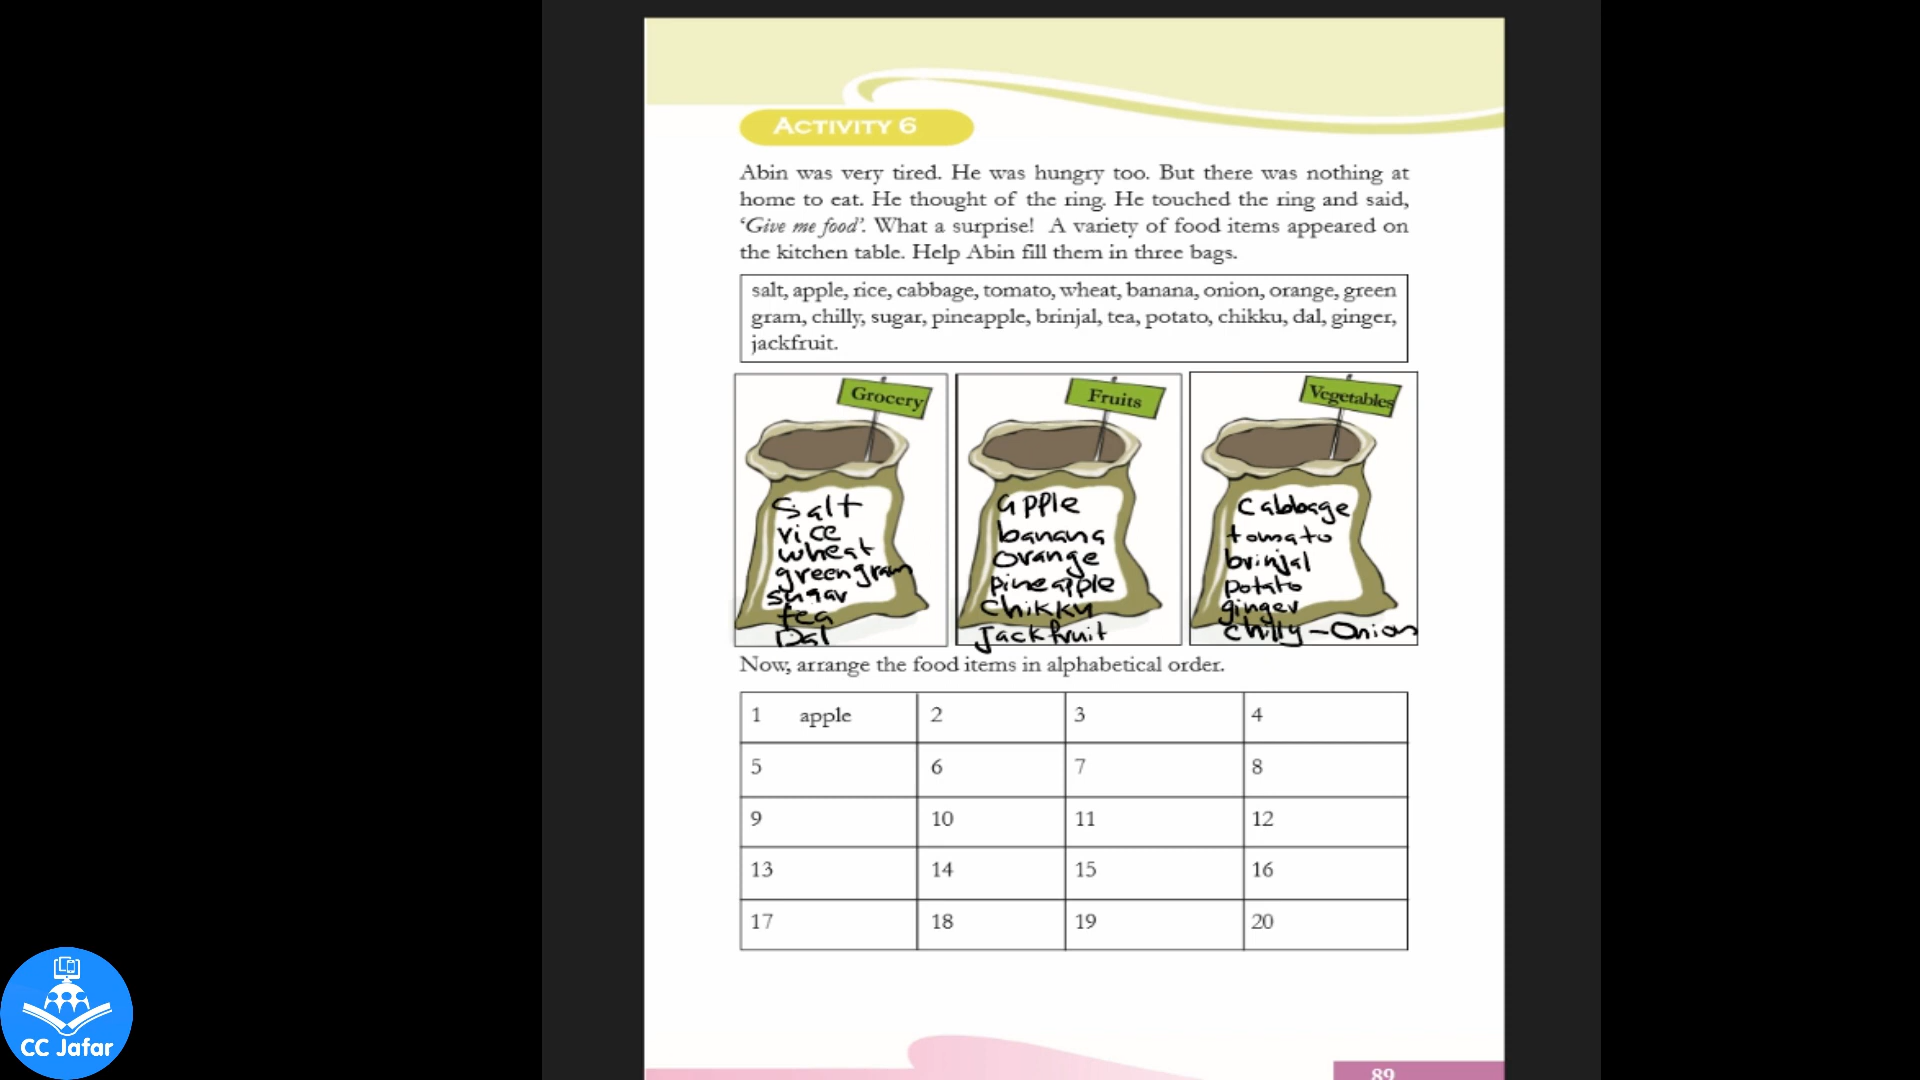 ACTIVITY 6
Abin was very tired. He was hungry too. But there was nothing at
home to eat. He thought of the ring. He touched the ring and said,
‘Give me food’. What a surprise! A variety of food items appeared on
the kitchen table. Help Abin fill them in three bags.
salt, apple, rice, cabbage, tomato, wheat, banana, onion, orange, green
gram, chilly, sugar, pineapple, brinjal, tea, potato, chikku, dal, ginger,
jackfruit.
Grocery
Salt
rice
wheat
greengram
sugar
tea
Dal
Fruits
apple
banana
orange
pineapple
Chikku
Jackfruit
Vegetables
Cabbage
tomato
brinjal
potato
ginger
chilly - Onion
Now, arrange the food items in alphabetical order.
1 apple 2 3 4
5 6 7 8
9 10 11 12
13 14 15 16
17 18 19 20
89
CC Jafar